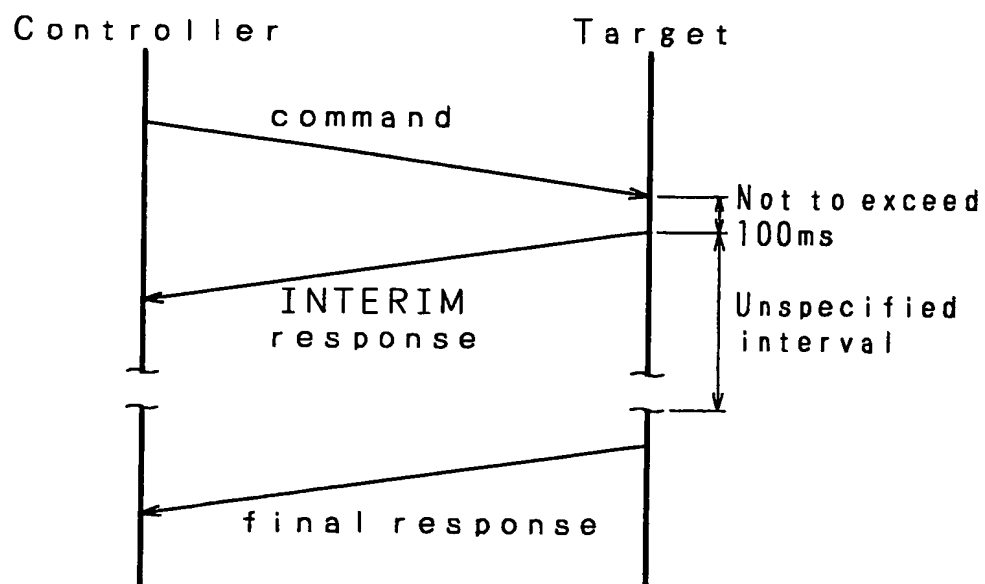 Controller
Target
command
Not to exceed
100ms
INTERIM
response
Unspecified
interval
final response